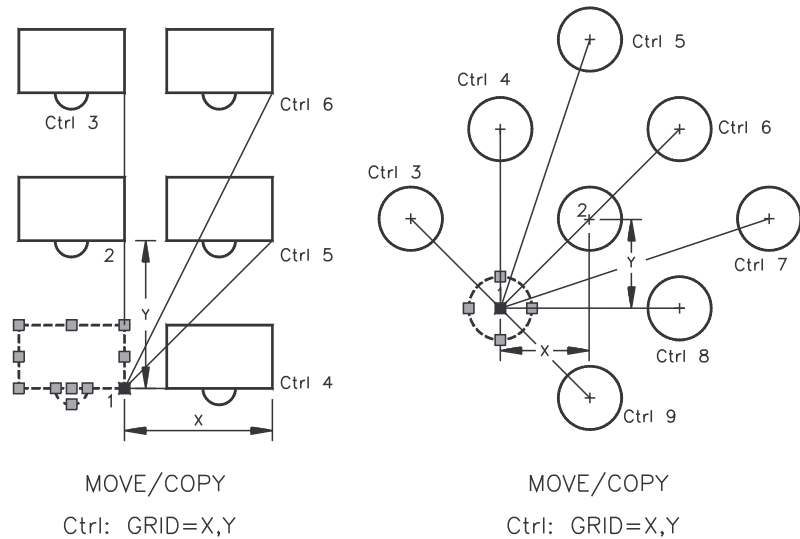 Ctrl 3
Ctrl 6
2
Ctrl 5
Y
1
Ctrl 4
X
MOVE/COPY
Ctrl: GRID=X,Y
Ctrl 5
Ctrl 4
Ctrl 6
Ctrl 3
2
Y
Ctrl 7
1
X
Ctrl 8
Ctrl 9
MOVE/COPY
Ctrl: GRID=X,Y